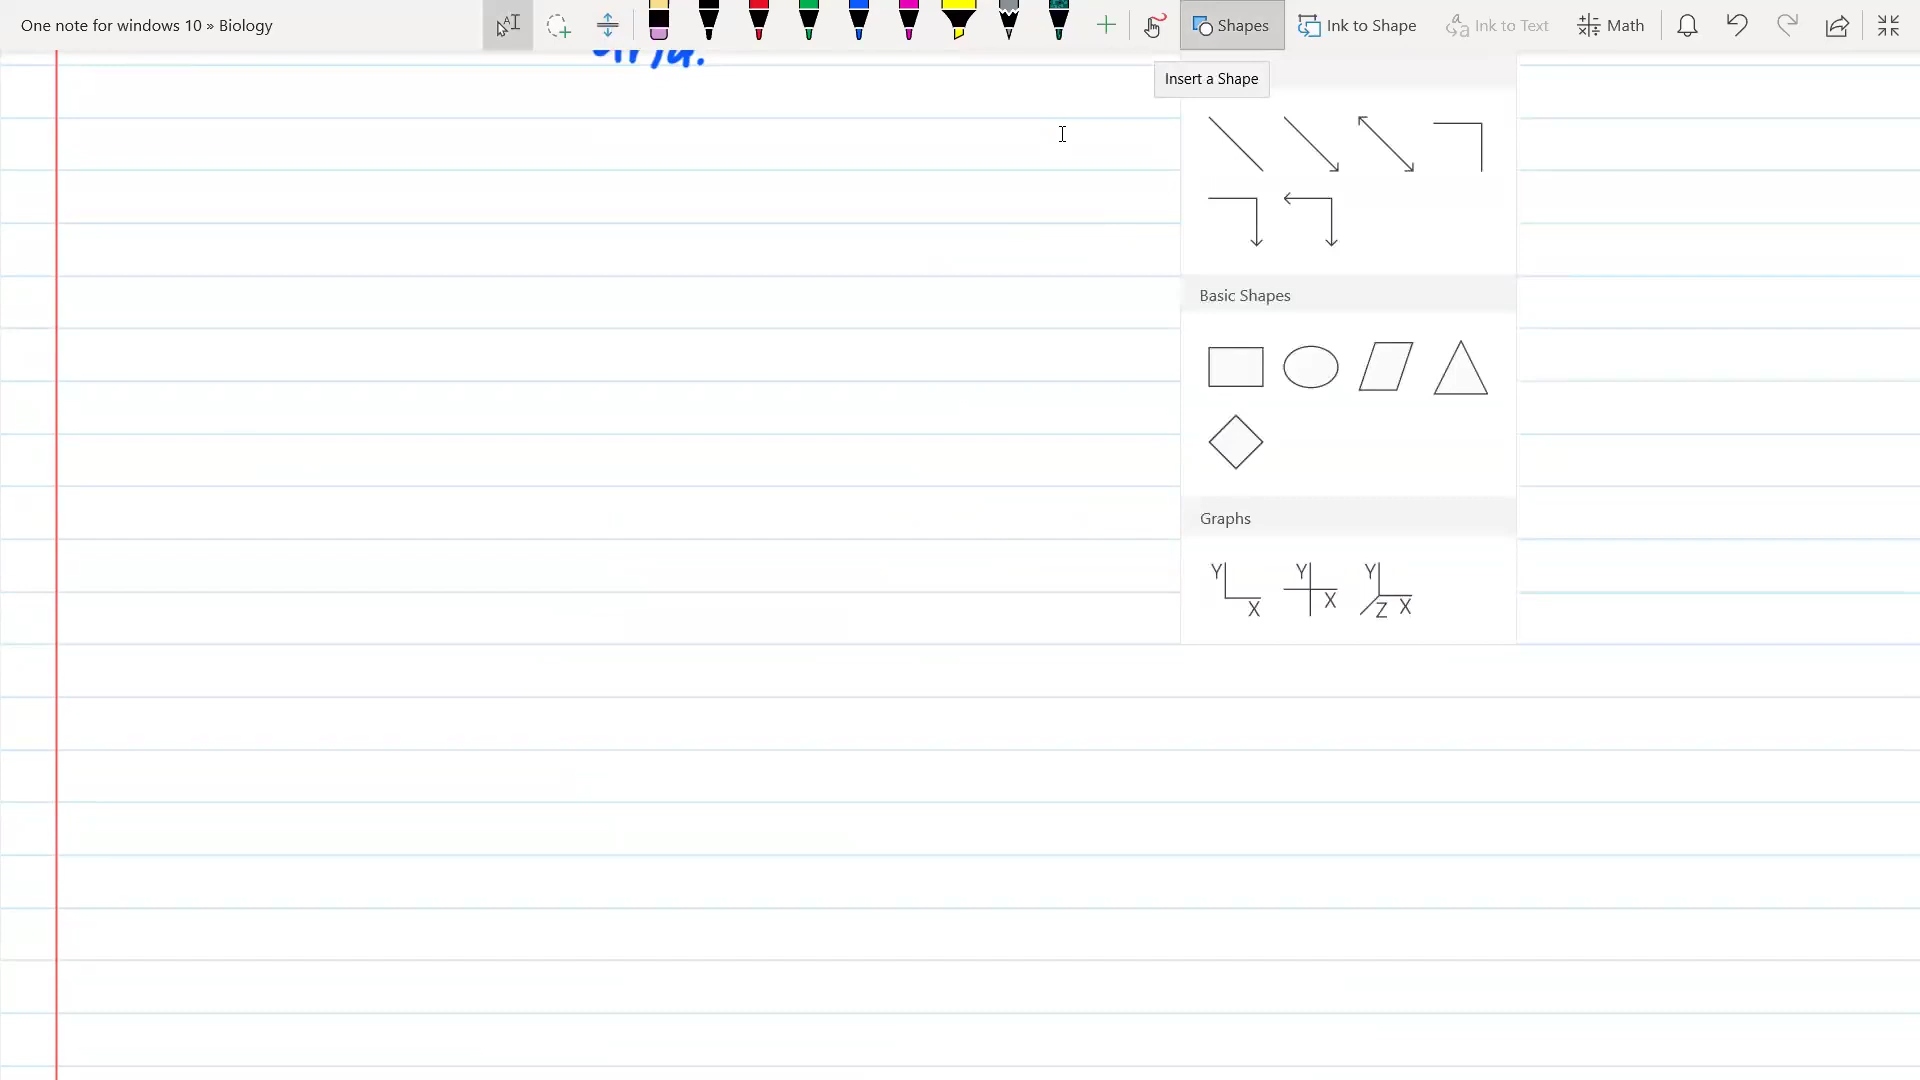 One note for windows 10 » Biology
Shapes
Ink to Shape
Ink to Text
Math
Insert a Shape
Basic Shapes
Graphs
Y X
Y X
Y Z X